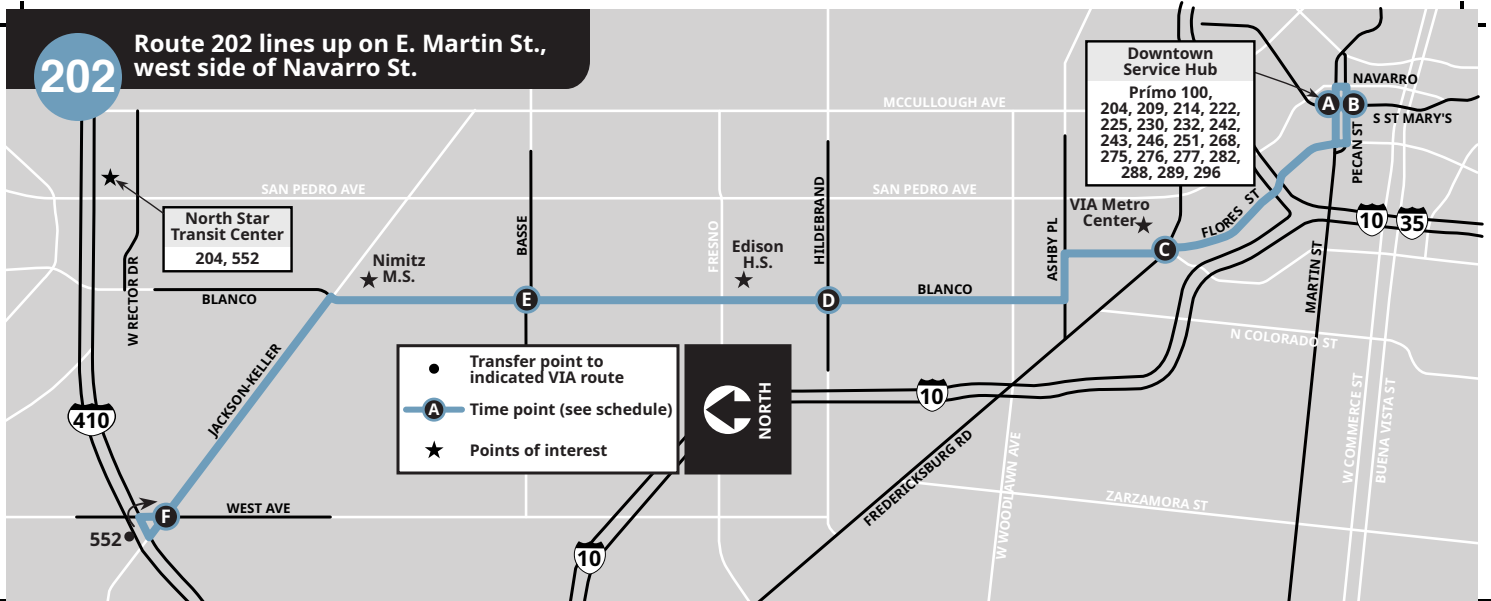 202
Route 202 lines up on E. Martin St.,
west side of Navarro St.
MCCULLOUGH AVE
Downtown
Service Hub
Prímo 100,
204, 209, 214, 222,
225, 230, 232, 242,
243, 246, 251, 268,
275, 276, 277, 282,
288, 289, 296
NAVARRO
A
B
S ST MARY'S
PECAN ST
SAN PEDRO AVE
SAN PEDRO AVE
North Star
Transit Center
204, 552
W RECTOR DR
BLANCO
Nimitz
M.S.
BASSE
E
FRESNO
Edison
H.S.
HILDEBRAND
D
BLANCO
ASHBY PL
VIA Metro
Center
C
FLORES ST
10
35
MARTIN ST
N COLORADO ST
JACKSON-KELLER
410
Transfer point to
indicated VIA route
A
Time point (see schedule)
Points of interest
NORTH
10
W COMMERCE ST
BUENA VISTA ST
FREDERICKSBURG RD
W WOODLAWN AVE
ZARZAMORA ST
WEST AVE
F
552
10